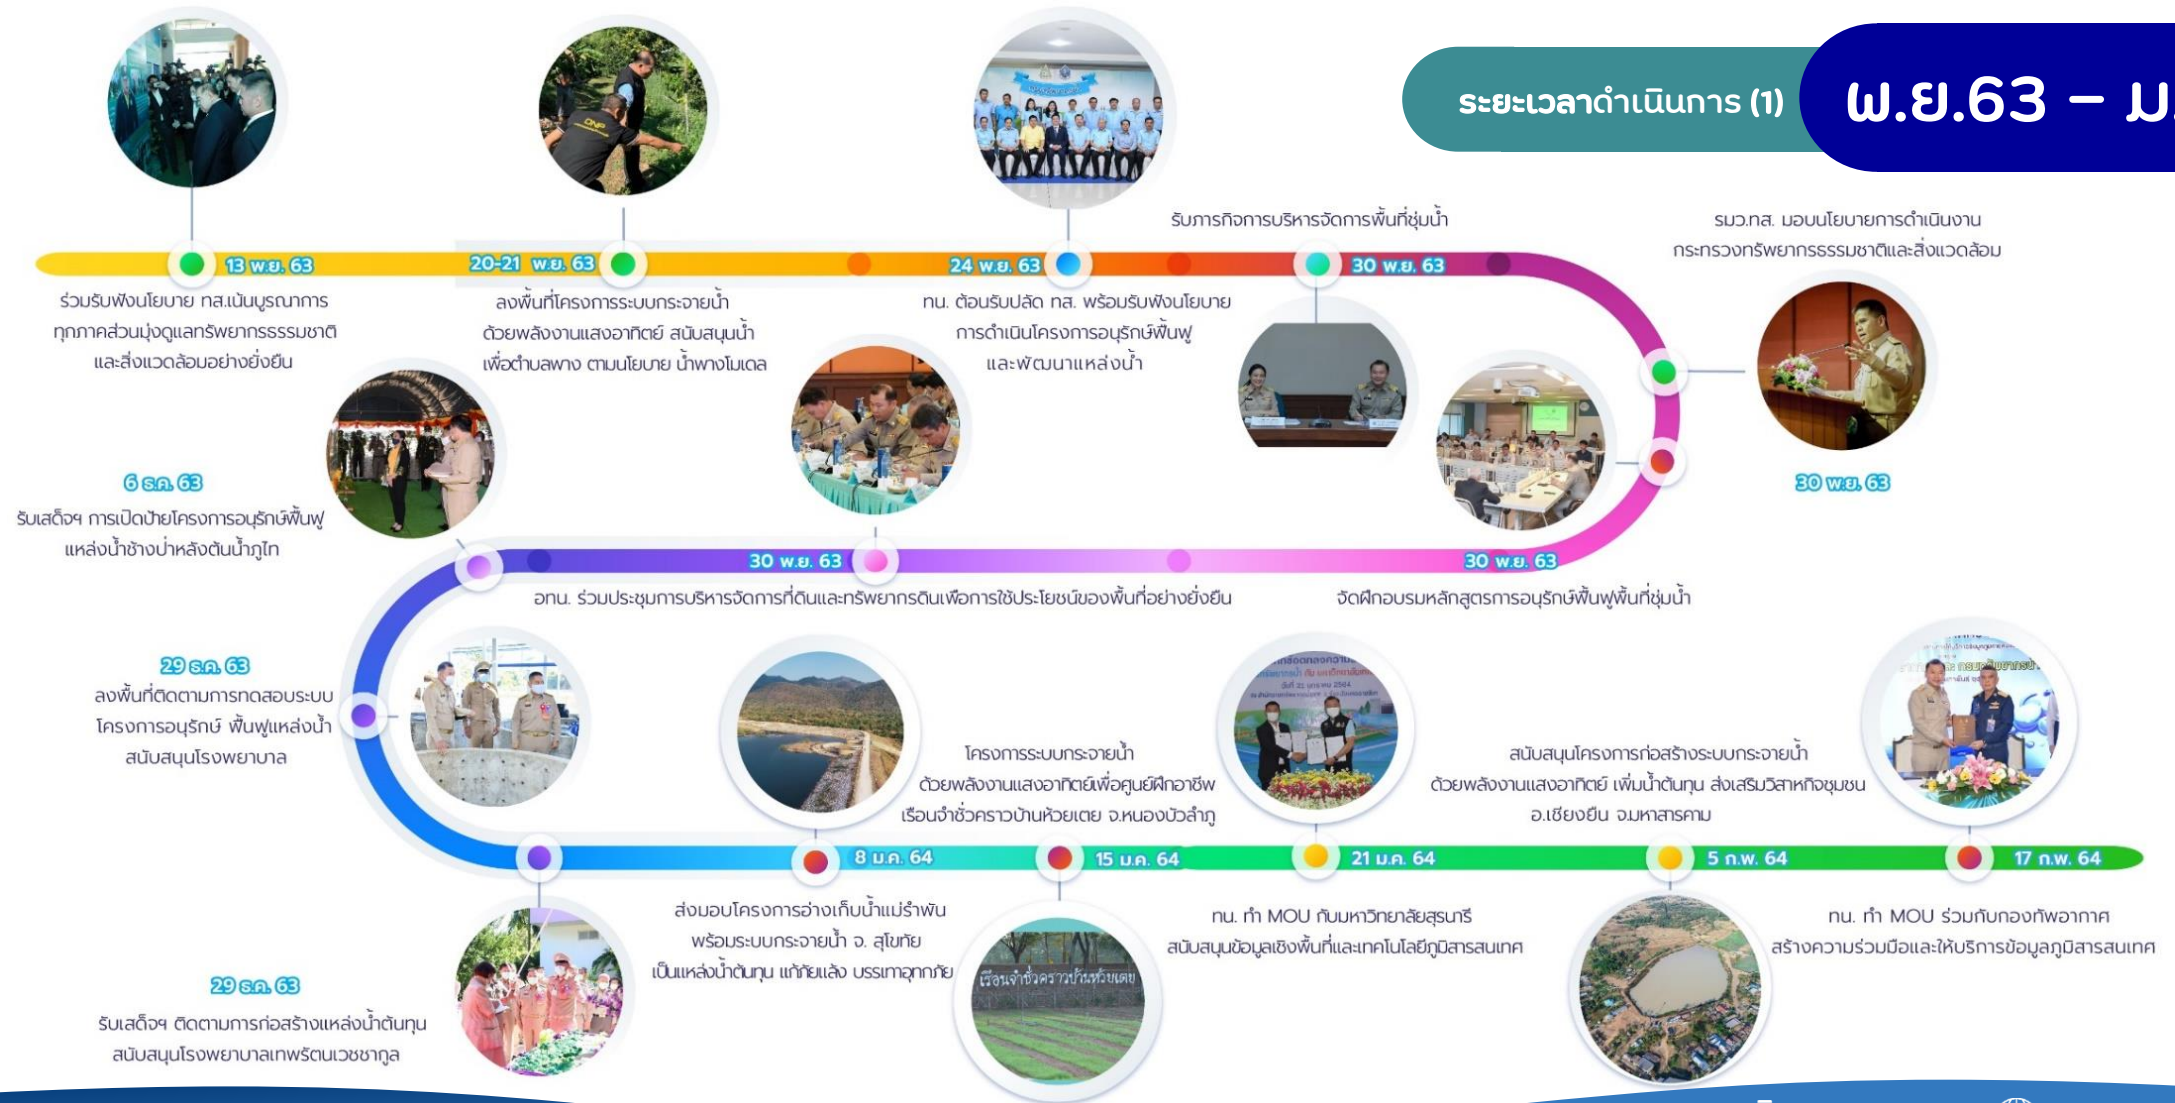 ระยะเวลาดำเนินการ (1)
พ.ย.63 – ม.
13 พ.ย. 63
ร่วมรับฟังนโยบาย ทส.เน้นบูรณาการ
ทุกภาคส่วนมุ่งดูแลทรัพยากรธรรมชาติ
และสิ่งแวดล้อมอย่างยั่งยืน
20-21 พ.ย. 63
ลงพื้นที่โครงการระบบกระจายน้ำ
ด้วยพลังงานแสงอาทิตย์ สนับสนุนน้ำ
เพื่อตำบลพาง ตามนโยบาย น้ำพางโมเดล
24 พ.ย. 63
ทน. ต้อนรับปลัด ทส. พร้อมรับฟังนโยบาย
การดำเนินโครงการอนุรักษ์ฟื้นฟู
และพัฒนาแหล่งน้ำ
รับภารกิจการบริหารจัดการพื้นที่ชุ่มน้ำ
30 พ.ย. 63
รมว.ทส. มอบนโยบายการดำเนินงาน
กระทรวงทรัพยากรธรรมชาติและสิ่งแวดล้อม
30 พ.ย. 63
30 พ.ย. 63
จัดฝึกอบรมหลักสูตรการอนุรักษ์ฟื้นฟูพื้นที่ชุ่มน้ำ
30 พ.ย. 63
อทน. ร่วมประชุมการบริหารจัดการที่ดินและทรัพยากรดินเพื่อการใช้ประโยชน์ของพื้นที่อย่างยั่งยืน
6 ธ.ค. 63
รับเสด็จฯ การเปิดป้ายโครงการอนุรักษ์ฟื้นฟู
แหล่งน้ำช้างป่าหลังต้นน้ำภูไท
29 ธ.ค. 63
ลงพื้นที่ติดตามการทดสอบระบบ
โครงการอนุรักษ์ ฟื้นฟูแหล่งน้ำ
สนับสนุนโรงพยาบาล
29 ธ.ค. 63
รับเสด็จฯ ติดตามการก่อสร้างแหล่งน้ำต้นทุน
สนับสนุนโรงพยาบาลเทพรัตนเวชชากูล
8 ม.ค. 64
ส่งมอบโครงการอ่างเก็บน้ำแม่รำพัน
พร้อมระบบกระจายน้ำ จ. สุโขทัย
เป็นแหล่งน้ำต้นทุน แก้ภัยแล้ง บรรเทาอุทกภัย
โครงการระบบกระจายน้ำ
ด้วยพลังงานแสงอาทิตย์เพื่อศูนย์ฝึกอาชีพ
เรือนจำชั่วคราวบ้านห้วยเตย จ.หนองบัวลำภู
15 ม.ค. 64
เรือนจำชั่วคราวบ้านห้วยเตย
21 ม.ค. 64
ทน. ทำ MOU กับมหาวิทยาลัยสุรนารี
สนับสนุนข้อมูลเชิงพื้นที่และเทคโนโลยีภูมิสารสนเทศ
สนับสนุนโครงการก่อสร้างระบบกระจายน้ำ
ด้วยพลังงานแสงอาทิตย์ เพิ่มน้ำต้นทุน ส่งเสริมวิสาหกิจชุมชน
อ.เชียงยืน จ.มหาสารคาม
5 ก.พ. 64
17 ก.พ. 64
ทน. ทำ MOU ร่วมกับกองทัพอากาศ
สร้างความร่วมมือและให้บริการข้อมูลภูมิสารสนเทศ